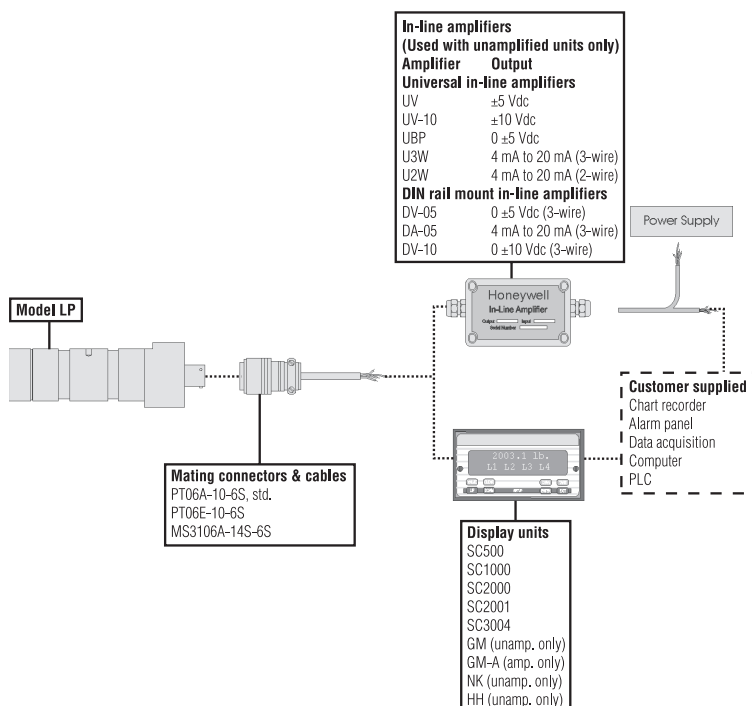 In-line amplifiers
(Used with unamplified units only)
Amplifier Output
Universal in-line amplifiers
UV ±5 Vdc
UV-10 ±10 Vdc
UBP 0 ±5 Vdc
U3W 4 mA to 20 mA (3-wire)
U2W 4 mA to 20 mA (2-wire)
DIN rail mount in-line amplifiers
DV-05 0 ±5 Vdc (3-wire)
DA-05 4 mA to 20 mA (3-wire)
DV-10 0 ±10 Vdc (3-wire)
Power Supply
Honeywell
In-Line Amplifier
Output Input
Serial Number
Model LP
Mating connectors & cables
PT06A-10-6S, std.
PT06E-10-6S
MS3106A-14S-6S
Customer supplied
Chart recorder
Alarm panel
Data acquisition
Computer
PLC
2003.1 lb.
L1 L2 L3 L4
Display units
SC500
SC1000
SC2000
SC2001
SC3004
GM (unamp. only)
GM-A (amp. only)
NK (unamp. only)
HH (unamp. only)